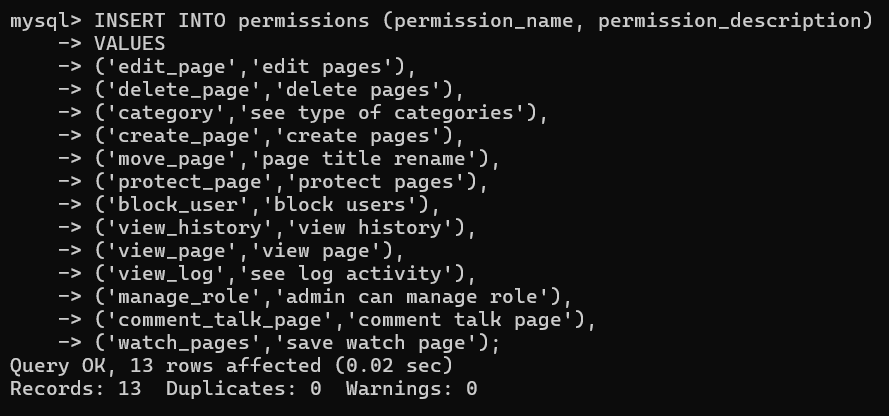 mysql> INSERT INTO permissions (permission_name, permission_description)
    -> VALUES
    -> ('edit_page','edit pages'),
    -> ('delete_page','delete pages'),
    -> ('category','see type of categories'),
    -> ('create_page','create pages'),
    -> ('move_page','page title rename'),
    -> ('protect_page','protect pages'),
    -> ('block_user','block users'),
    -> ('view_history','view history'),
    -> ('view_page','view page'),
    -> ('view_log','see log activity'),
    -> ('manage_role','admin can manage role'),
    -> ('comment_talk_page','comment talk page'),
    -> ('watch_pages','save watch page');
Query OK, 13 rows affected (0.02 sec)
Records: 13  Duplicates: 0  Warnings: 0